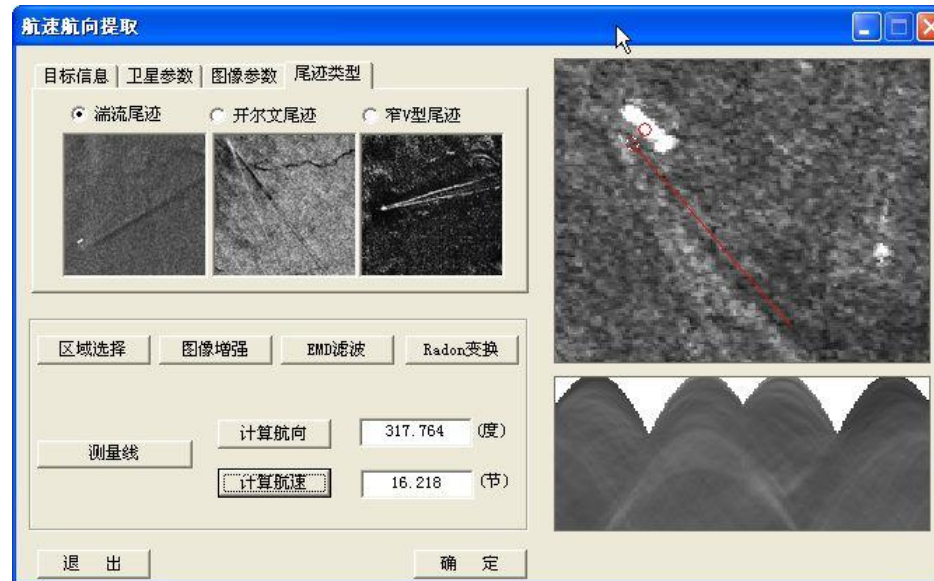 航速航向提取
目标信息 卫星参数 图像参数 尾迹类型
湍流尾迹 开尔文尾迹 窄V型尾迹
区域选择 图像增强 EMD滤波 Radon变换
测量线
计算航向 317.764 (度)
计算航速 16.218 (节)
退 出 确 定